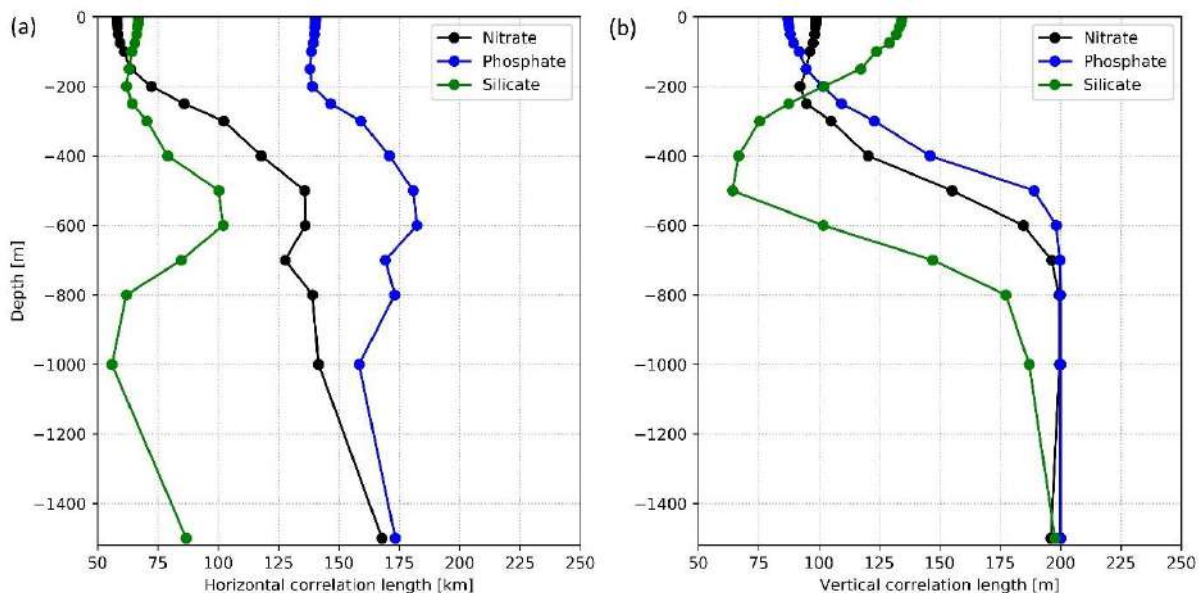 (a)
Nitrate
Phosphate
Silicate
Depth [m]
0
−200
−400
−600
−800
−1000
−1200
−1400
50 75 100 125 150 175 200 225 250
Horizontal correlation length [km]
(b)
Nitrate
Phosphate
Silicate
0
−200
−400
−600
−800
−1000
−1200
−1400
50 75 100 125 150 175 200 225 250
Vertical correlation length [m]